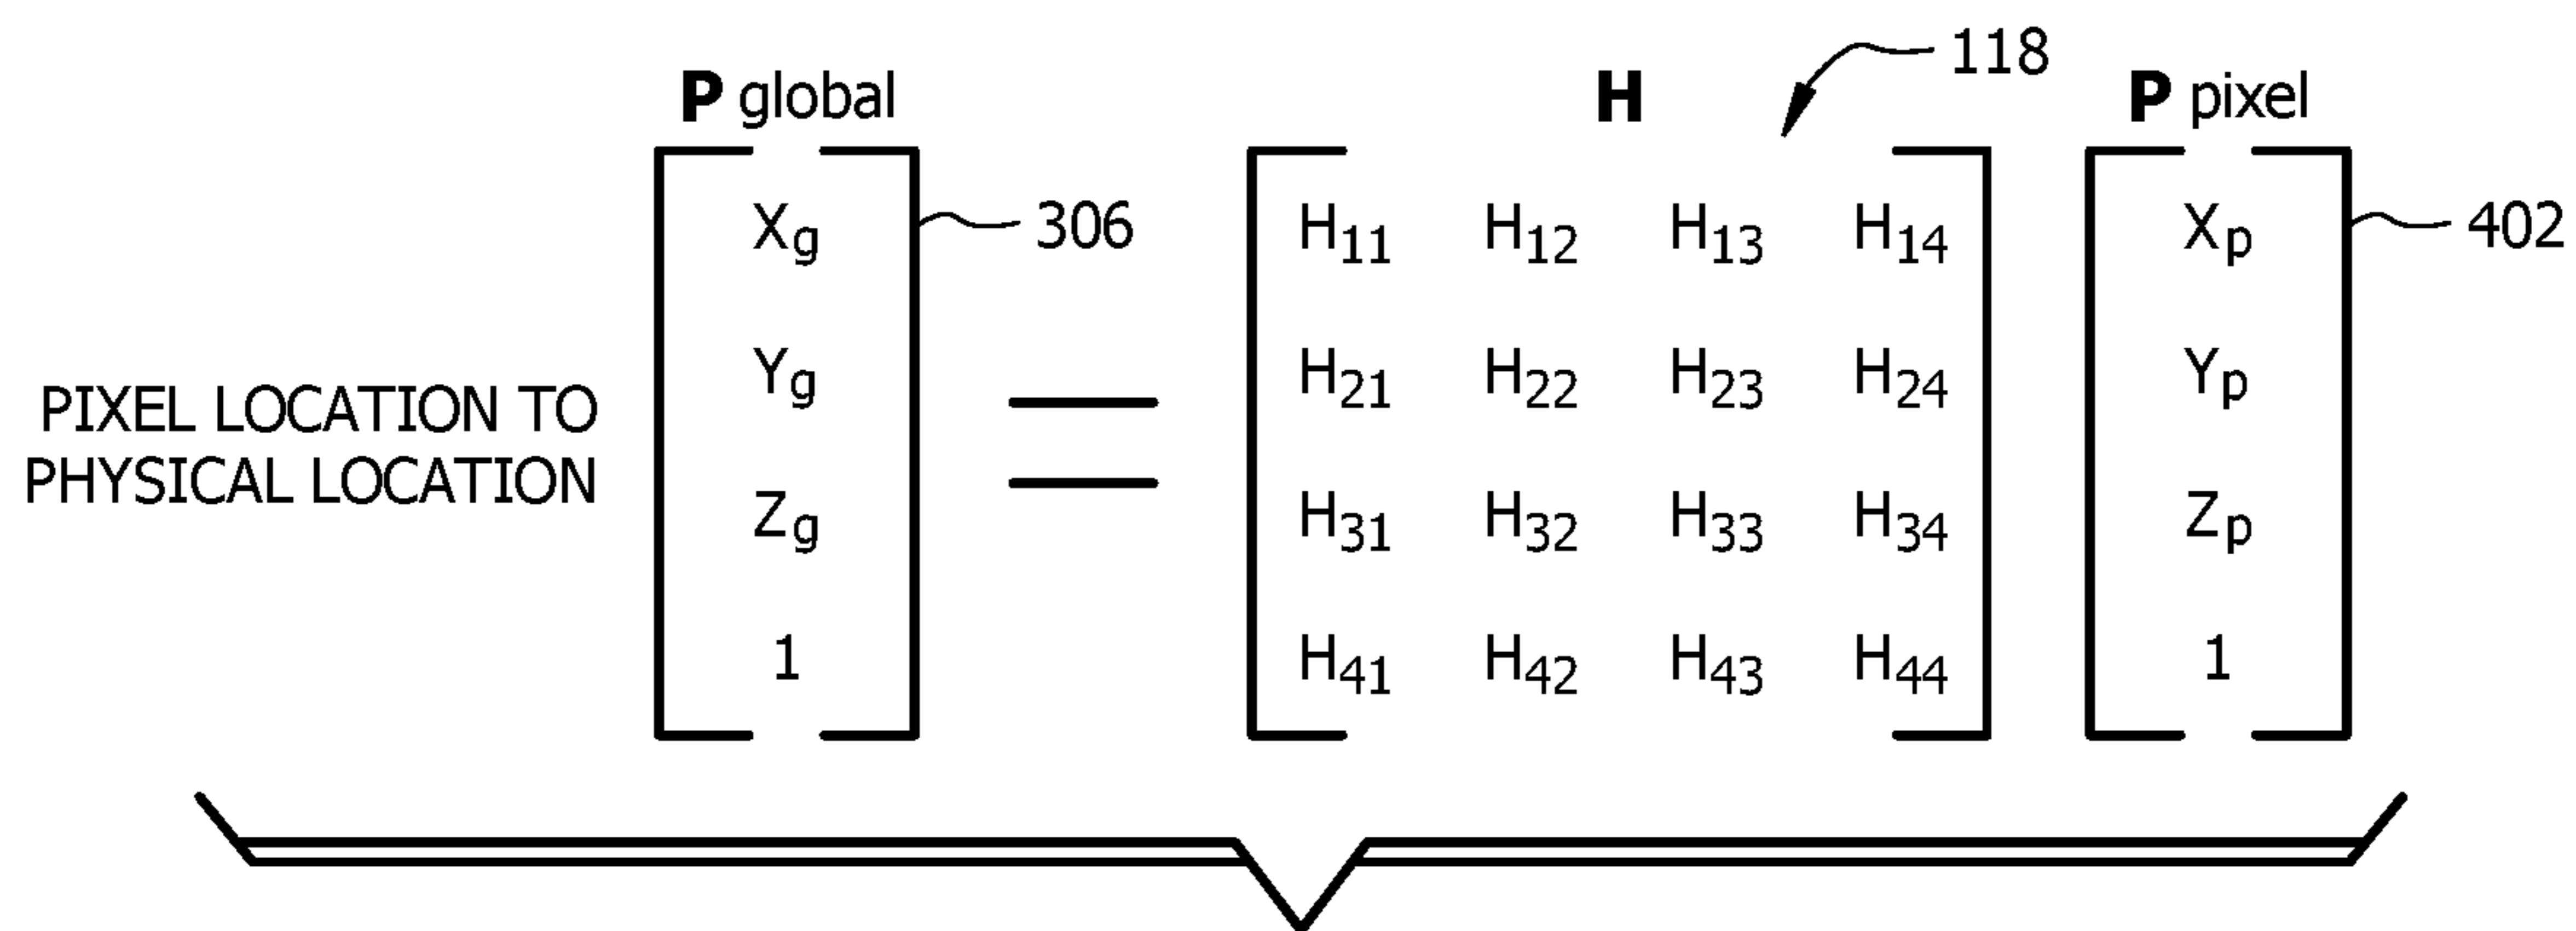 118
P global H P pixel
Xg 306 H11 H12 H13 H14 Xp 402
Yg H21 H22 H23 H24 Yp
PIXEL LOCATION TO
PHYSICAL LOCATION
=
Zg H31 H32 H33 H34 Zp
1 H41 H42 H43 H44 1